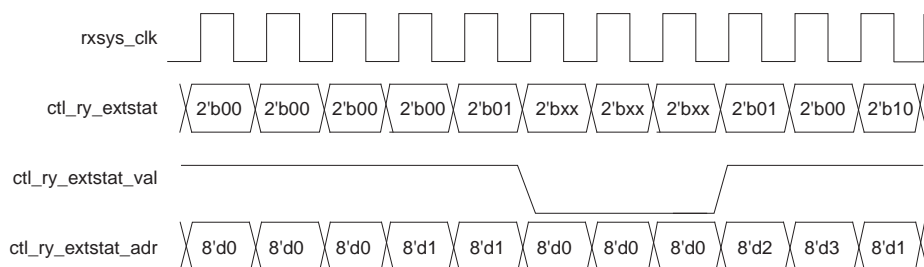 rxsys_clk
ctl_ry_extstat 2'b00 2'b00 2'b00 2'b00 2'b01 2'bxx 2'bxx 2'bxx 2'b01 2'b00 2'b10
ctl_ry_extstat_val
ctl_ry_extstat_adr 8'd0 8'd0 8'd0 8'd1 8'd1 8'd0 8'd0 8'd0 8'd2 8'd3 8'd1